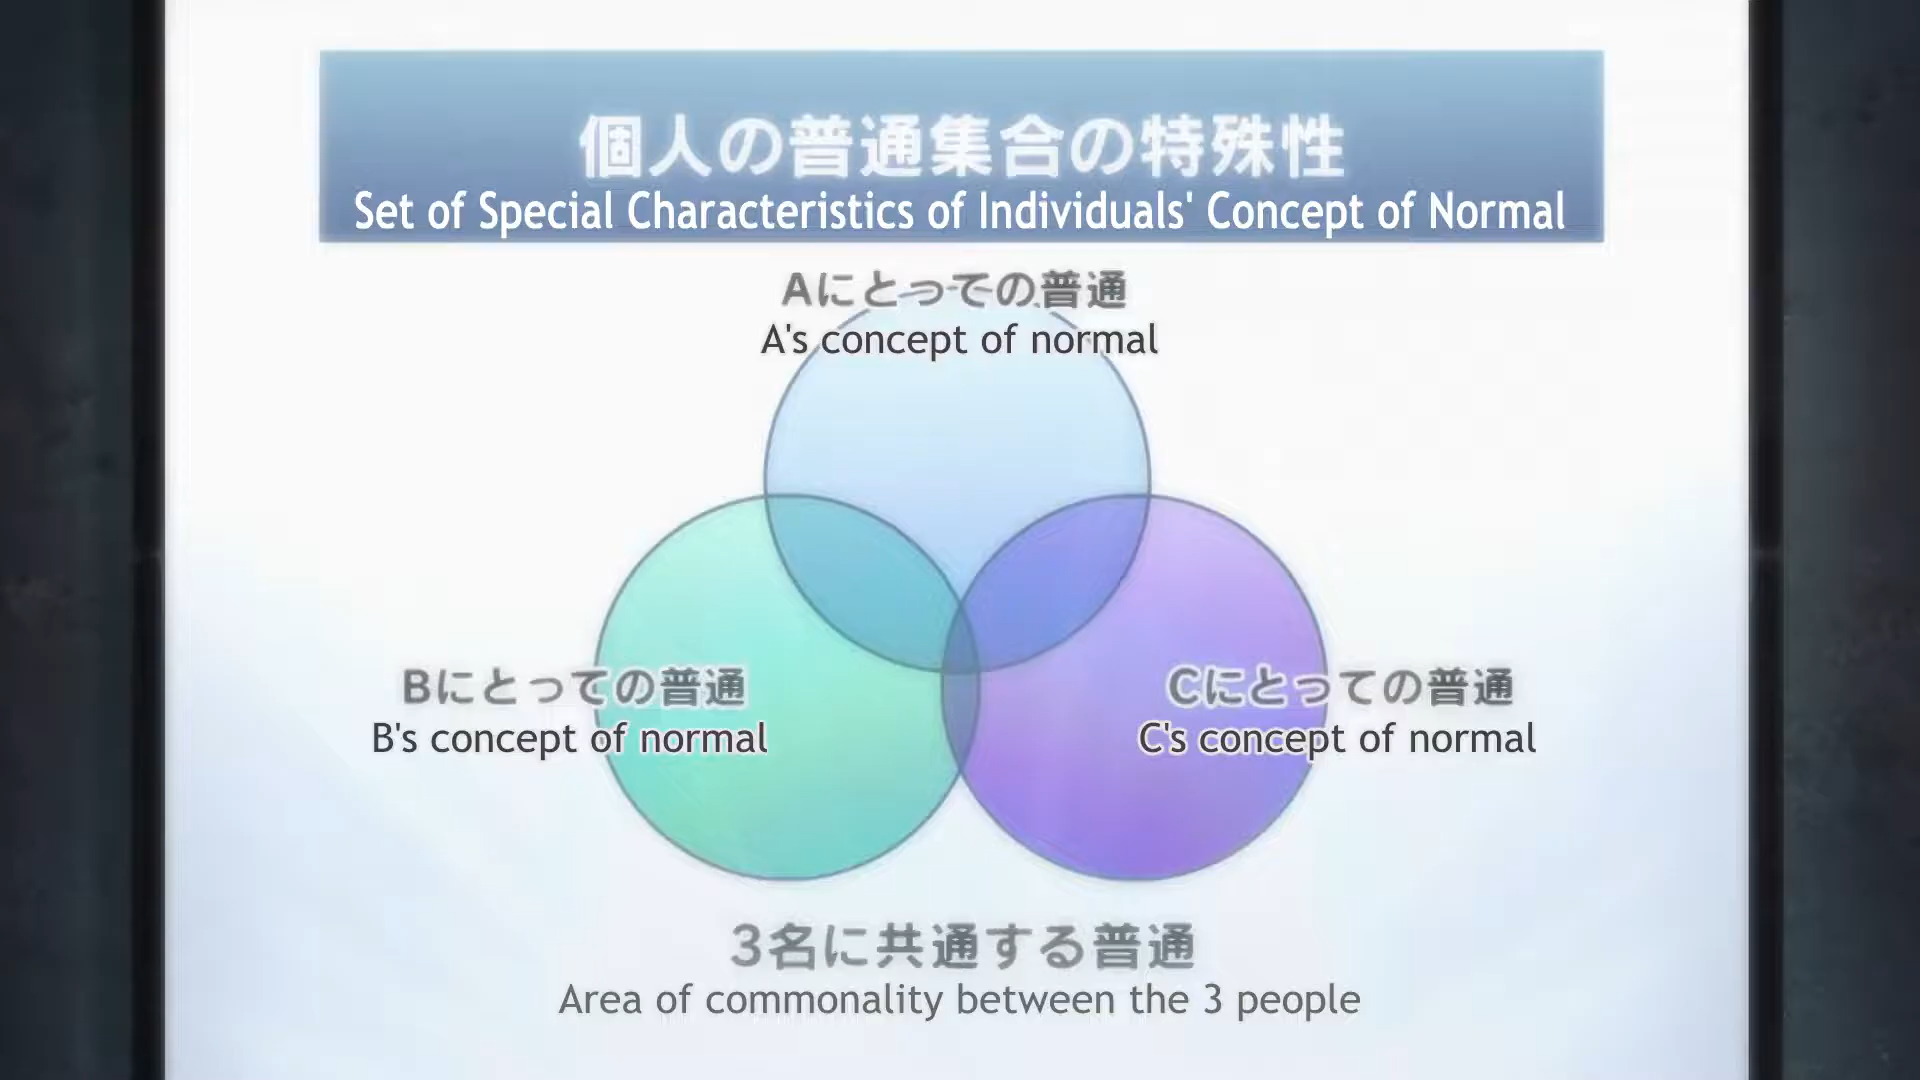 個人の普通集合の特殊性
Set of Special Characteristics of Individuals' Concept of Normal
Aにとっての普通
A's concept of normal
Bにとっての普通
B's concept of normal
Cにとっての普通
C's concept of normal
3名に共通する普通
Area of commonality between the 3 people